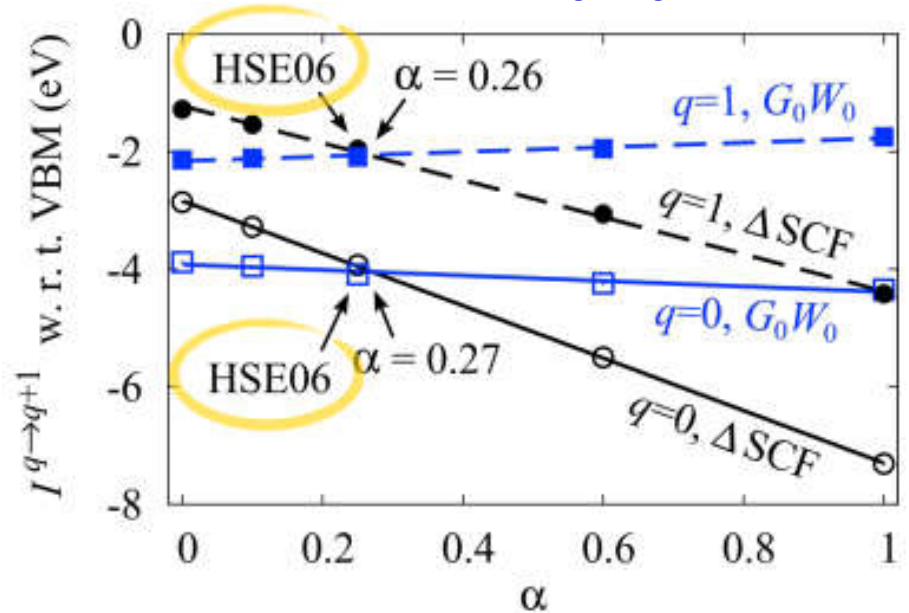 0
-2
-4
-6
-8
I^{q→q+1} w. r. t. VBM (eV)
HSE06
α = 0.26
q=1, G₀W₀
q=1, ΔSCF
q=0, G₀W₀
HSE06
α = 0.27
q=0, ΔSCF
0 0.2 0.4 0.6 0.8 1
α